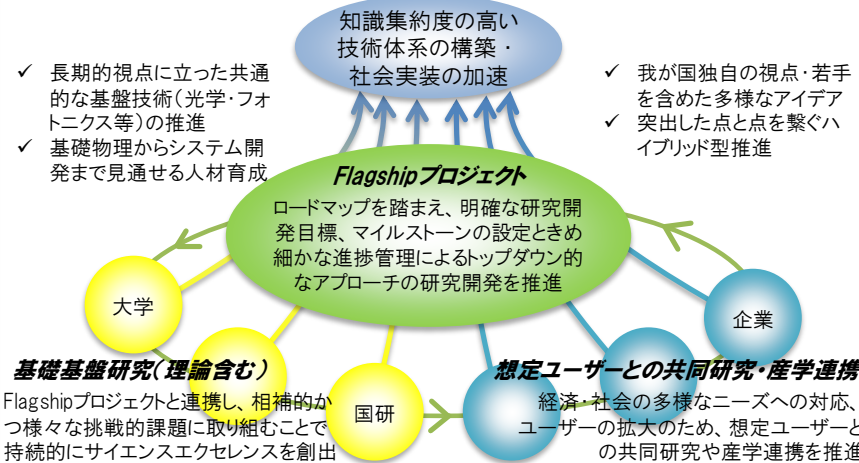 知識集約度の高い
技術体系の構築・
社会実装の加速
✓ 長期的視点に立った共通
的な基盤技術(光学・フォ
トニクス等)の推進
✓ 基礎物理からシステム開
発まで見通せる人材育成
✓ 我が国独自の視点・若手
を含めた多様なアイデア
✓ 突出した点と点を繋ぐハ
イブリッド型推進
Flagshipプロジェクト
ロードマップを踏まえ、明確な研究開
発目標、マイルストーンの設定ときめ
細かな進捗管理によるトップダウン的
なアプローチの研究開発を推進
大学
企業
基礎基盤研究(理論含む)
Flagshipプロジェクトと連携し、相補的か
つ様々な挑戦的課題に取り組むことで
持続的にサイエンスエクセレンスを創出
国研
想定ユーザーとの共同研究・産学連携
経済・社会の多様なニーズへの対応、
ユーザーの拡大のため、想定ユーザーと
の共同研究や産学連携を推進